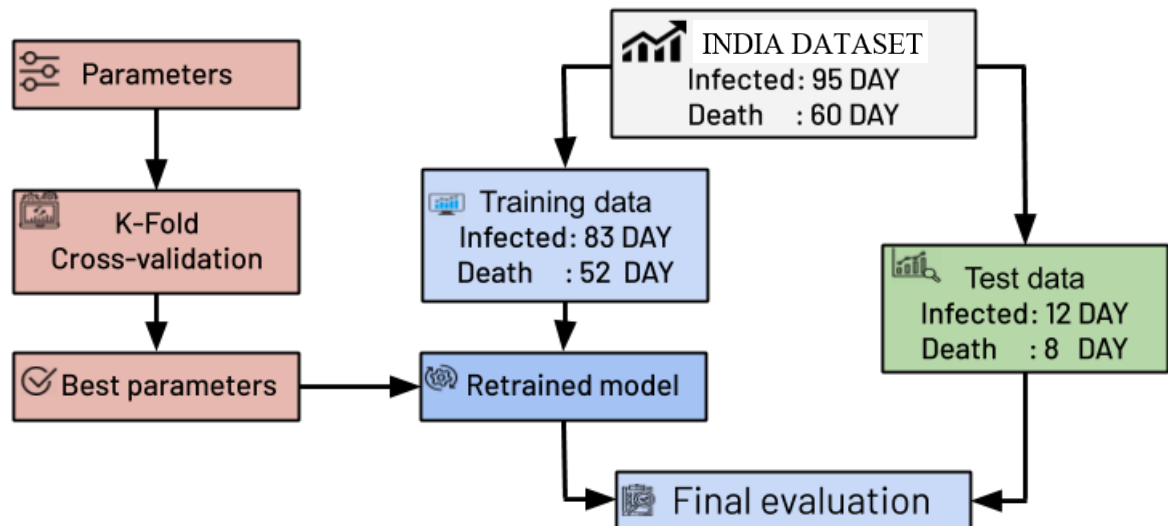 Parameters
K-Fold
Cross-validation
Best parameters
INDIA DATASET
Infected: 95 DAY
Death : 60 DAY
Training data
Infected: 83 DAY
Death : 52 DAY
Retrained model
Test data
Infected: 12 DAY
Death : 8 DAY
Final evaluation